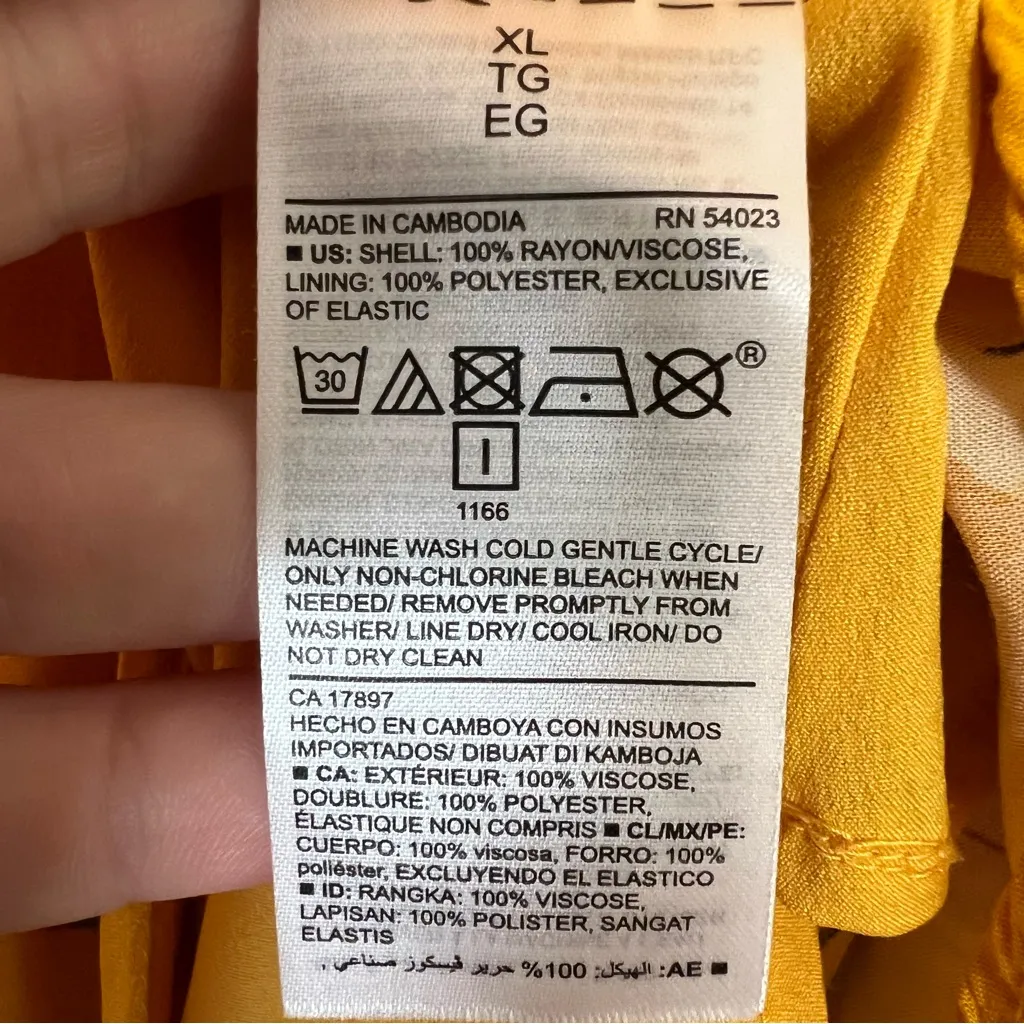 XL
TG
EG
MADE IN CAMBODIA RN 54023
■ US: SHELL: 100% RAYON/VISCOSE,
LINING: 100% POLYESTER, EXCLUSIVE
OF ELASTIC
30
®
I
1166
MACHINE WASH COLD GENTLE CYCLE/
ONLY NON-CHLORINE BLEACH WHEN
NEEDED/ REMOVE PROMPTLY FROM
WASHER/ LINE DRY/ COOL IRON/ DO
NOT DRY CLEAN
CA 17897
HECHO EN CAMBOYA CON INSUMOS
IMPORTADOS/ DIBUAT DI KAMBOJA
■ CA: EXTÉRIEUR: 100% VISCOSE,
DOUBLURE: 100% POLYESTER,
ÉLASTIQUE NON COMPRIS ■ CL/MX/PE:
CUERPO: 100% viscosa, FORRO: 100%
poliéster, EXCLUYENDO EL ELASTICO
■ ID: RANGKA: 100% VISCOSE,
LAPISAN: 100% POLISTER, SANGAT
ELASTIS
■ AE: الهيكل: 100% حرير فيسكوز صناعي ,